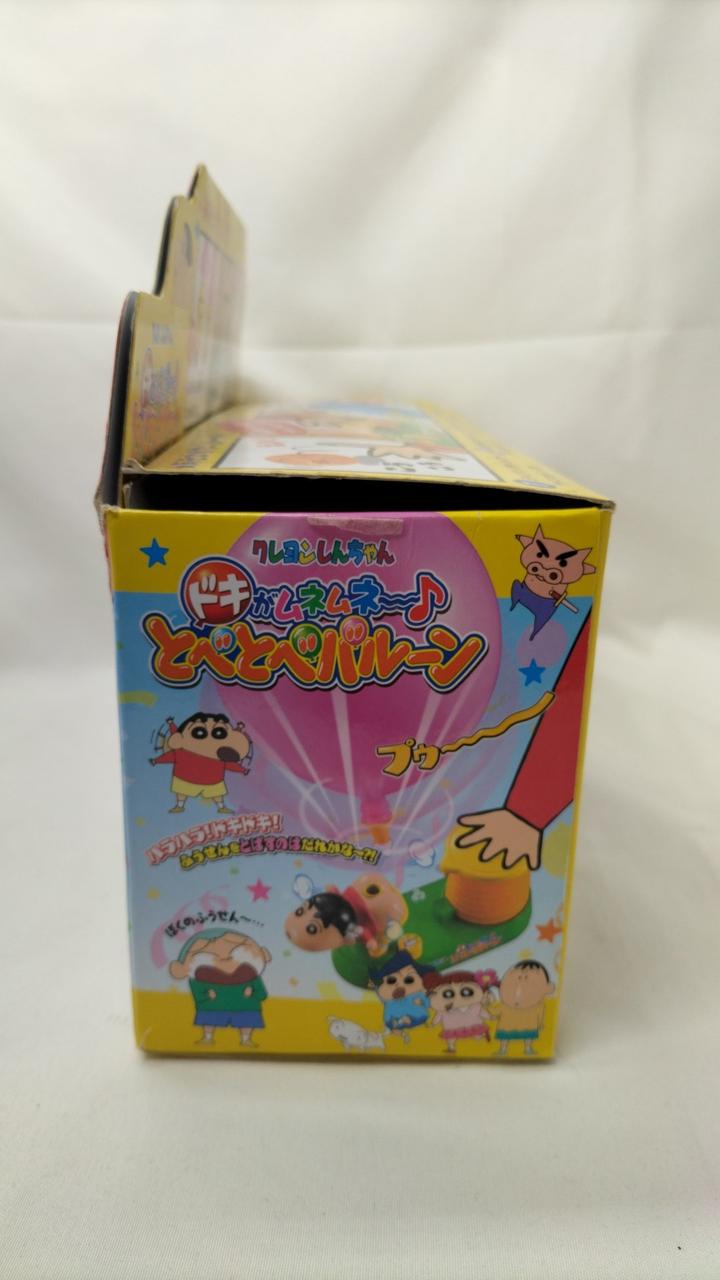 クレヨンしんちゃん
ドキがムネムネ〜〜♪
とべとべバルーン
プゥ〜〜
ハラハラ!ドキドキ!
ふうせんをとばすのはだれかな〜?!
ぼくのふうせん〜…